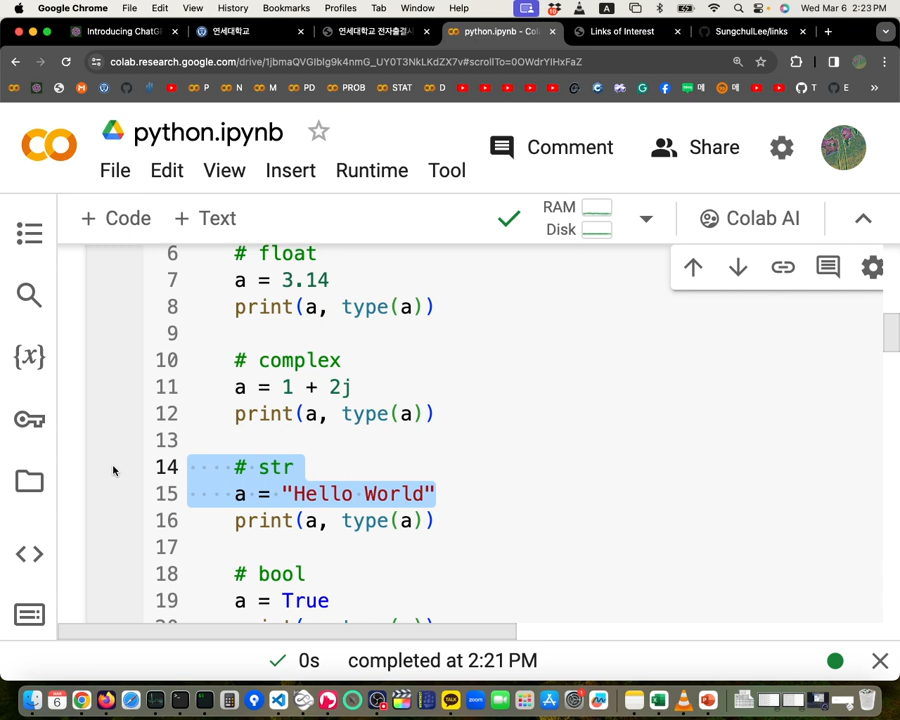 Google Chrome File Edit View History Bookmarks Profiles Tab Window Help A Wed Mar 6 2:23 PM
Introducing ChatG 연세대학교 연세대학교 전자출결시 python.ipynb - Col Links of Interest SungchulLee/links
colab.research.google.com/drive/1jbmaQVGIblg9k4nmG_UY0T3NkLKdZX7v#scrollTo=0OWdrYIHxFaZ
P N M PD PROB STAT D 메 메 T E »
python.ipynb
Comment Share
File Edit View Insert Runtime Tool
+ Code + Text RAM Disk Colab AI
6 # float
7 a = 3.14
8 print(a, type(a))
9
10 # complex
11 a = 1 + 2j
12 print(a, type(a))
13
14 # str
15 a = "Hello World"
16 print(a, type(a))
17
18 # bool
19 a = True
0s completed at 2:21 PM